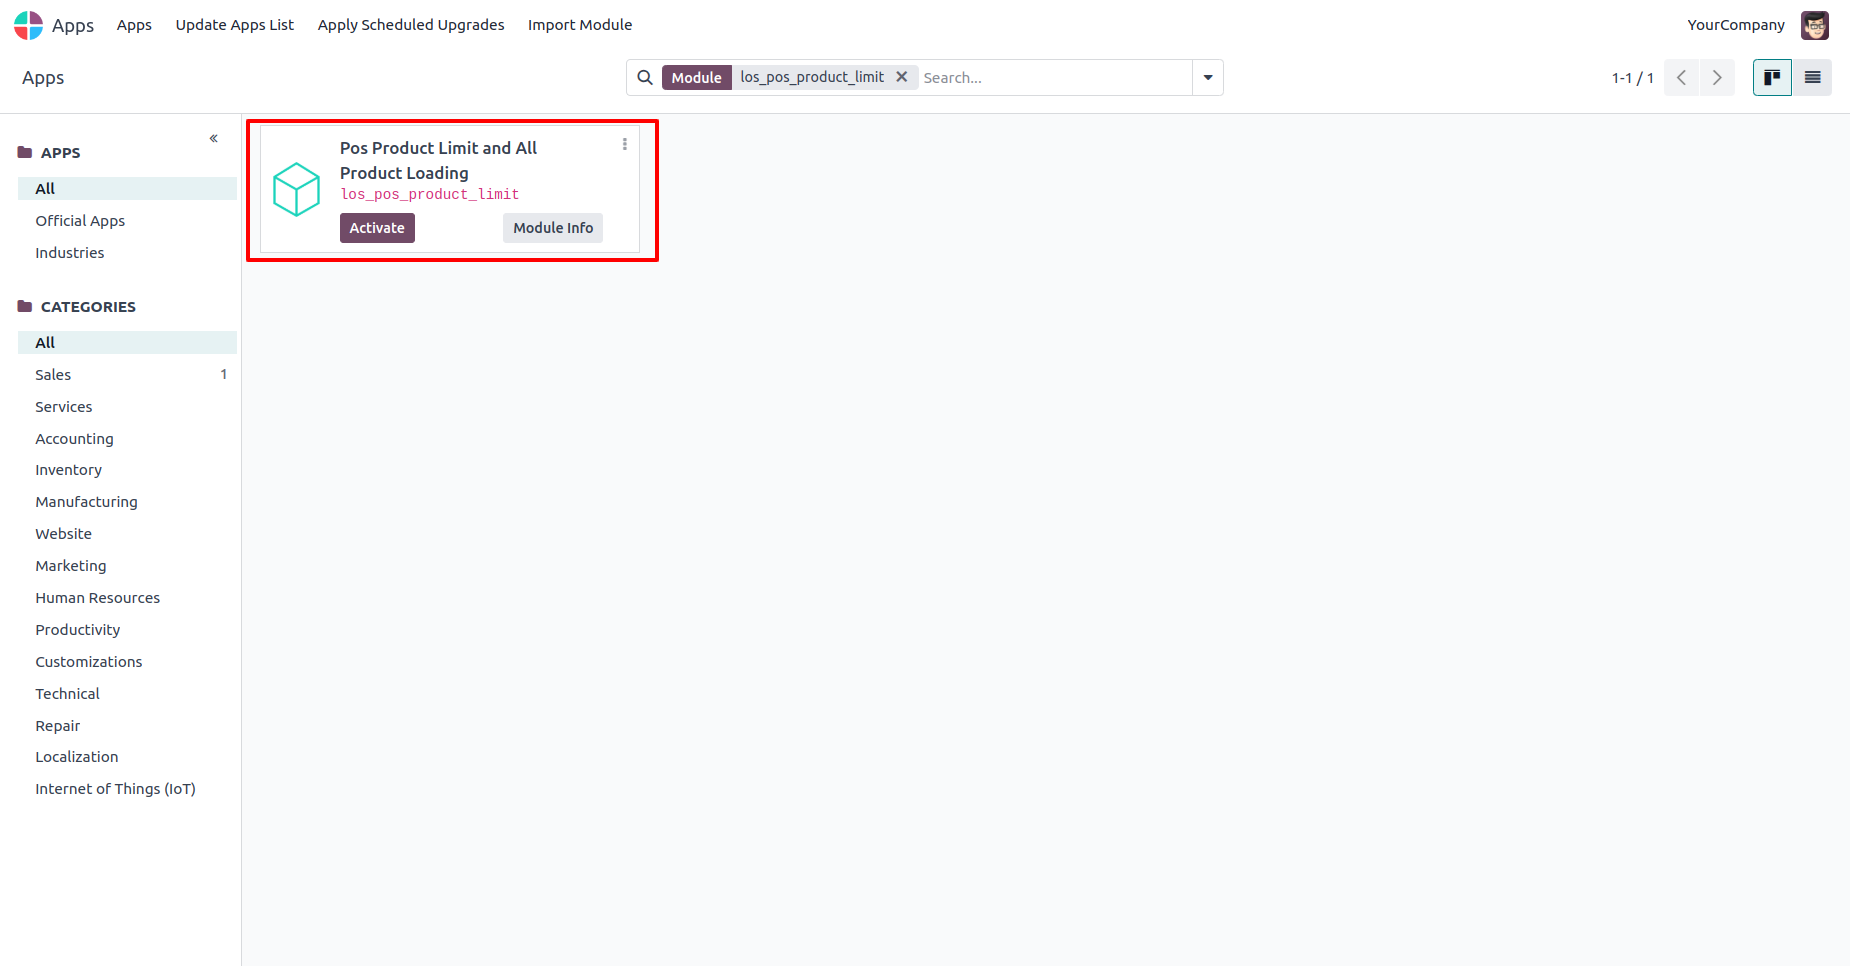 Apps Apps Update Apps List Apply Scheduled Upgrades Import Module YourCompany
Apps Module los_pos_product_limit Search... 1-1 / 1
APPS
All
Official Apps
Industries
CATEGORIES
All
Sales 1
Services
Accounting
Inventory
Manufacturing
Website
Marketing
Human Resources
Productivity
Customizations
Technical
Repair
Localization
Internet of Things (IoT)
Pos Product Limit and All
Product Loading
los_pos_product_limit
Activate Module Info